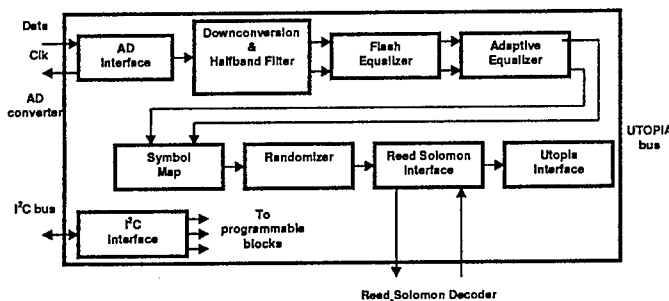 Data
Clk
AD
converter
AD
Interface
Downconversion
&
Halfband Filter
Flash
Equalizer
Adaptive
Equalizer
UTOPIA
bus
Symbol
Map
Randomizer
Reed Solomon
Interface
Utopia
Interface
I²C bus
I²C
Interface
To
programmable
blocks
Reed_Solomon Decoder